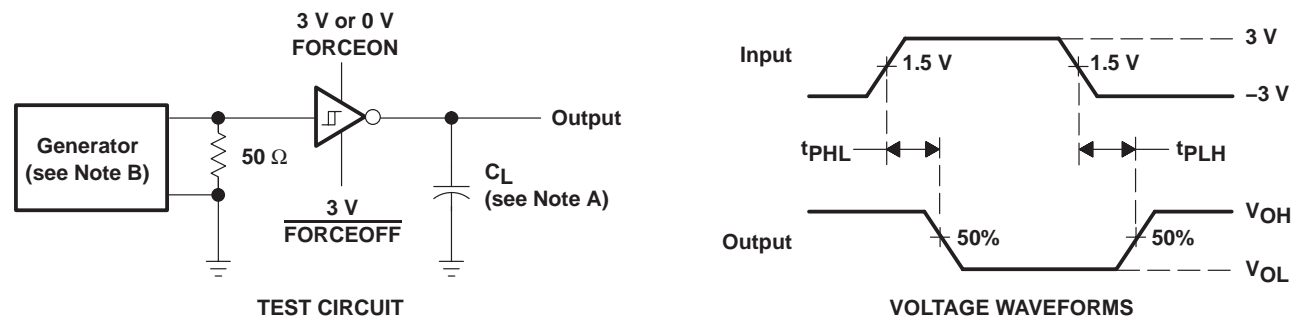 3 V or 0 V
FORCEON
Generator
(see Note B)
50 Ω
Output
CL
(see Note A)
3 V
FORCEOFF
TEST CIRCUIT
Input
3 V
1.5 V
1.5 V
–3 V
tPHL
tPLH
Output
50%
50%
VOH
VOL
VOLTAGE WAVEFORMS